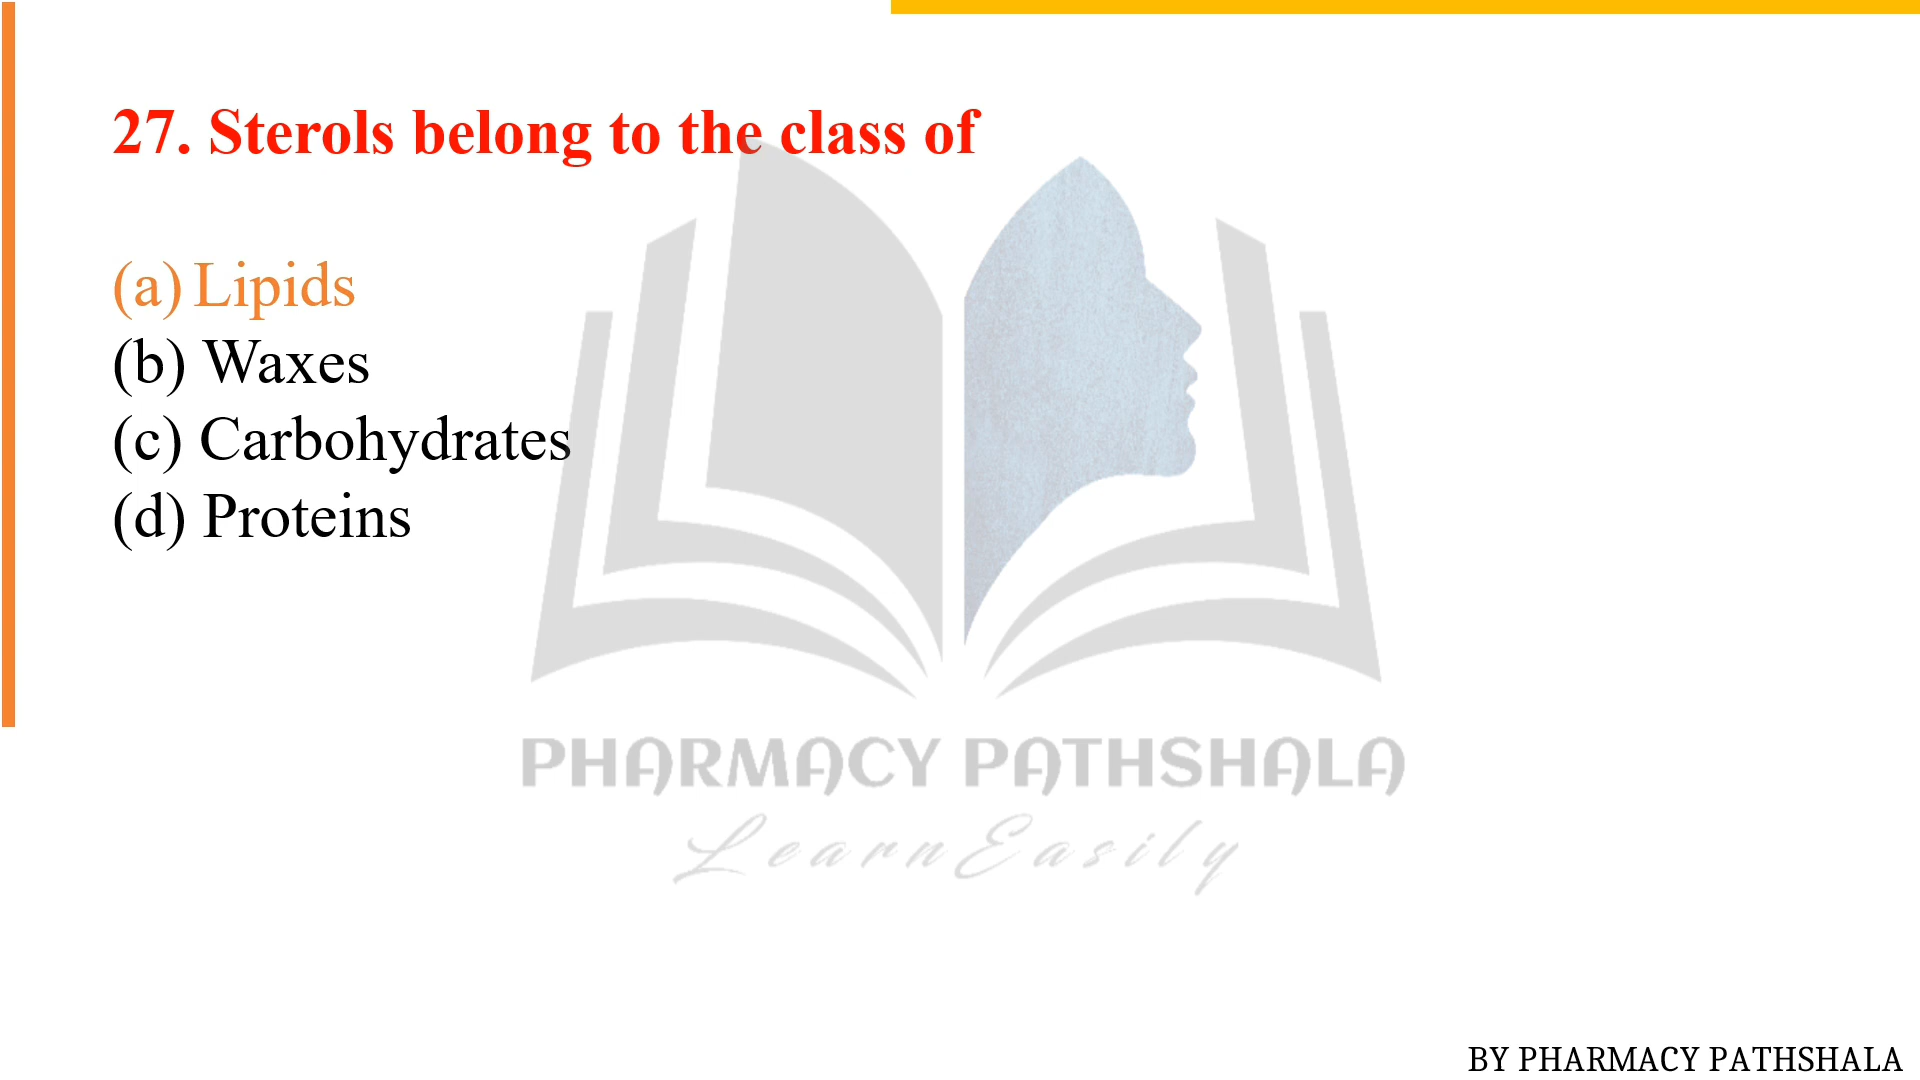 27. Sterols belong to the class of
(a) Lipids
(b) Waxes
(c) Carbohydrates
(d) Proteins
PHARMACY PATHSHALA
Learn Easily
BY PHARMACY PATHSHALA